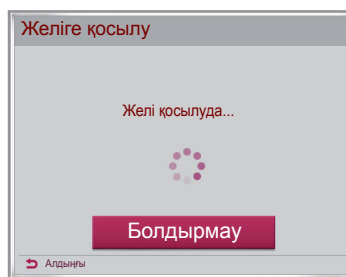 Желіге қосылу
Желі қосылуда...
Болдырмау
Алдыңғы